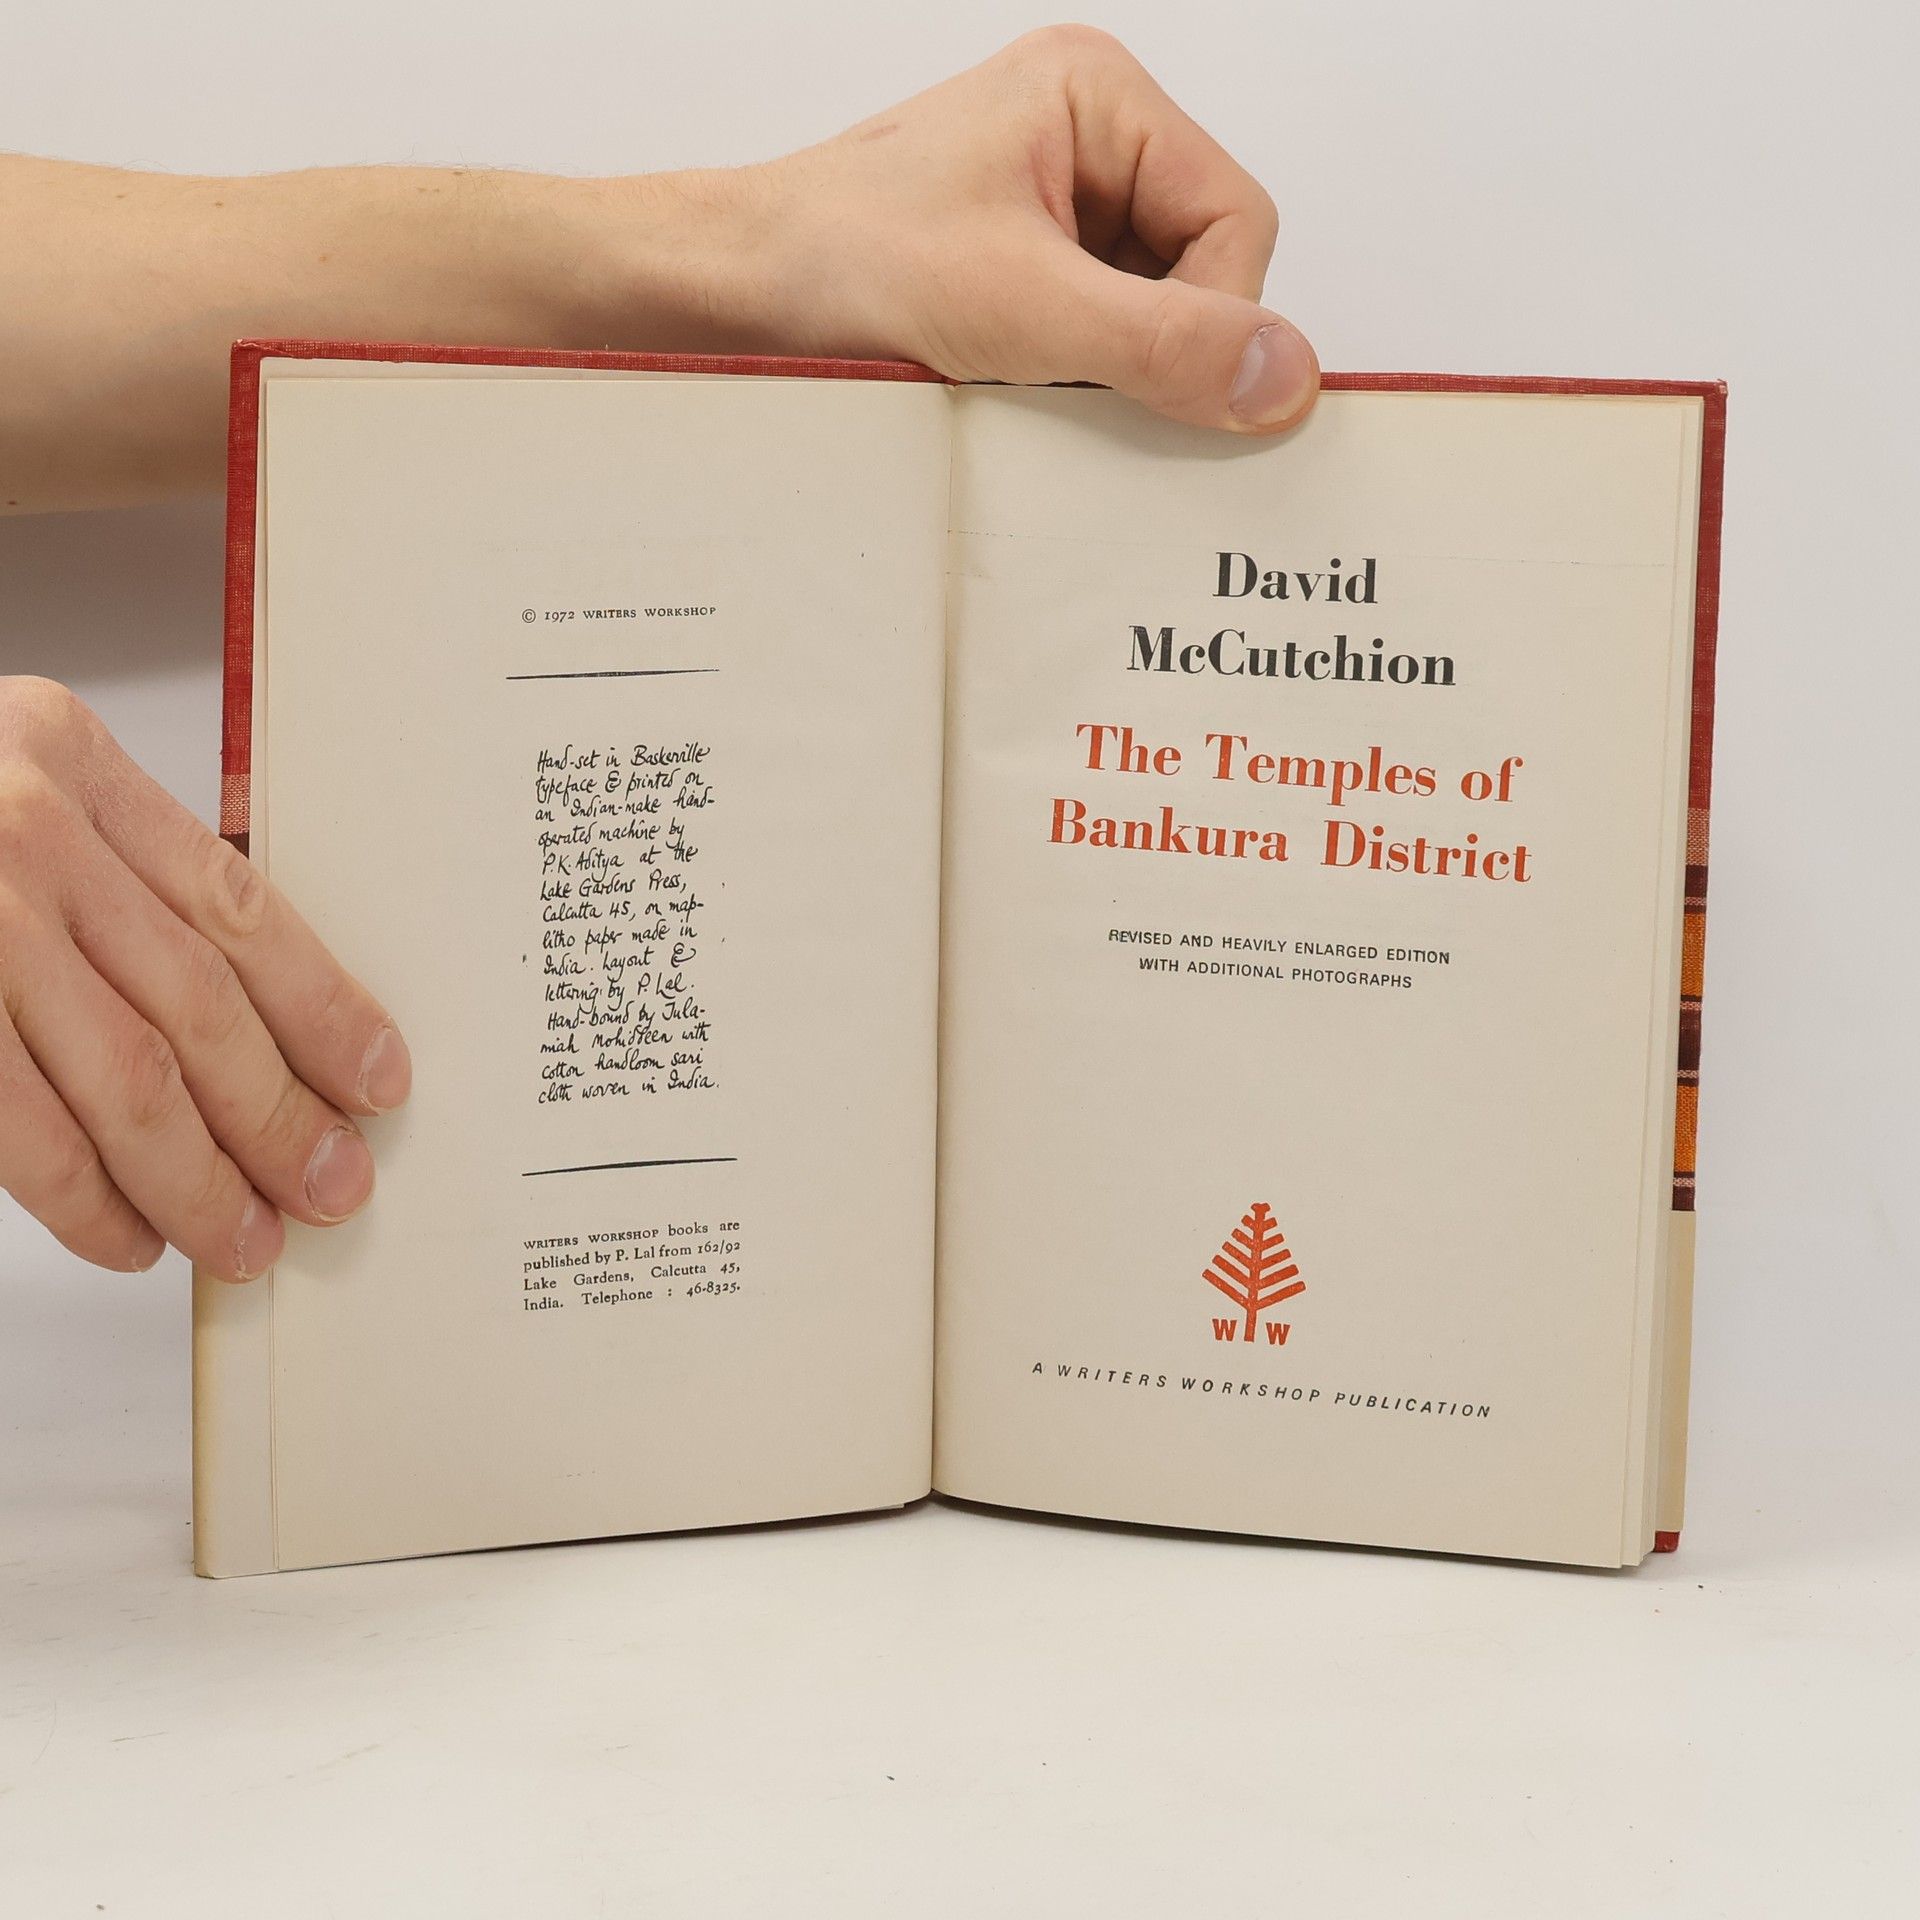 © 1972 WRITERS WORKSHOP
Hand-set in Baskerville
typeface & printed on
an Indian-make hand-
operated machine by
P.K. Aditya at the
Lake Gardens Press,
Calcutta 45, on map-
litho paper made in
India. Layout &
lettering by P. Lal.
Hand-bound by Tula-
miah Mohiddeen with
cotton handloom sari
cloth woven in India.
WRITERS WORKSHOP books are
published by P. Lal from 162/92
Lake Gardens, Calcutta 45,
India. Telephone : 46-8325.
David
McCutchion
The Temples of
Bankura District
REVISED AND HEAVILY ENLARGED EDITION
WITH ADDITIONAL PHOTOGRAPHS
W W
A WRITERS WORKSHOP PUBLICATION